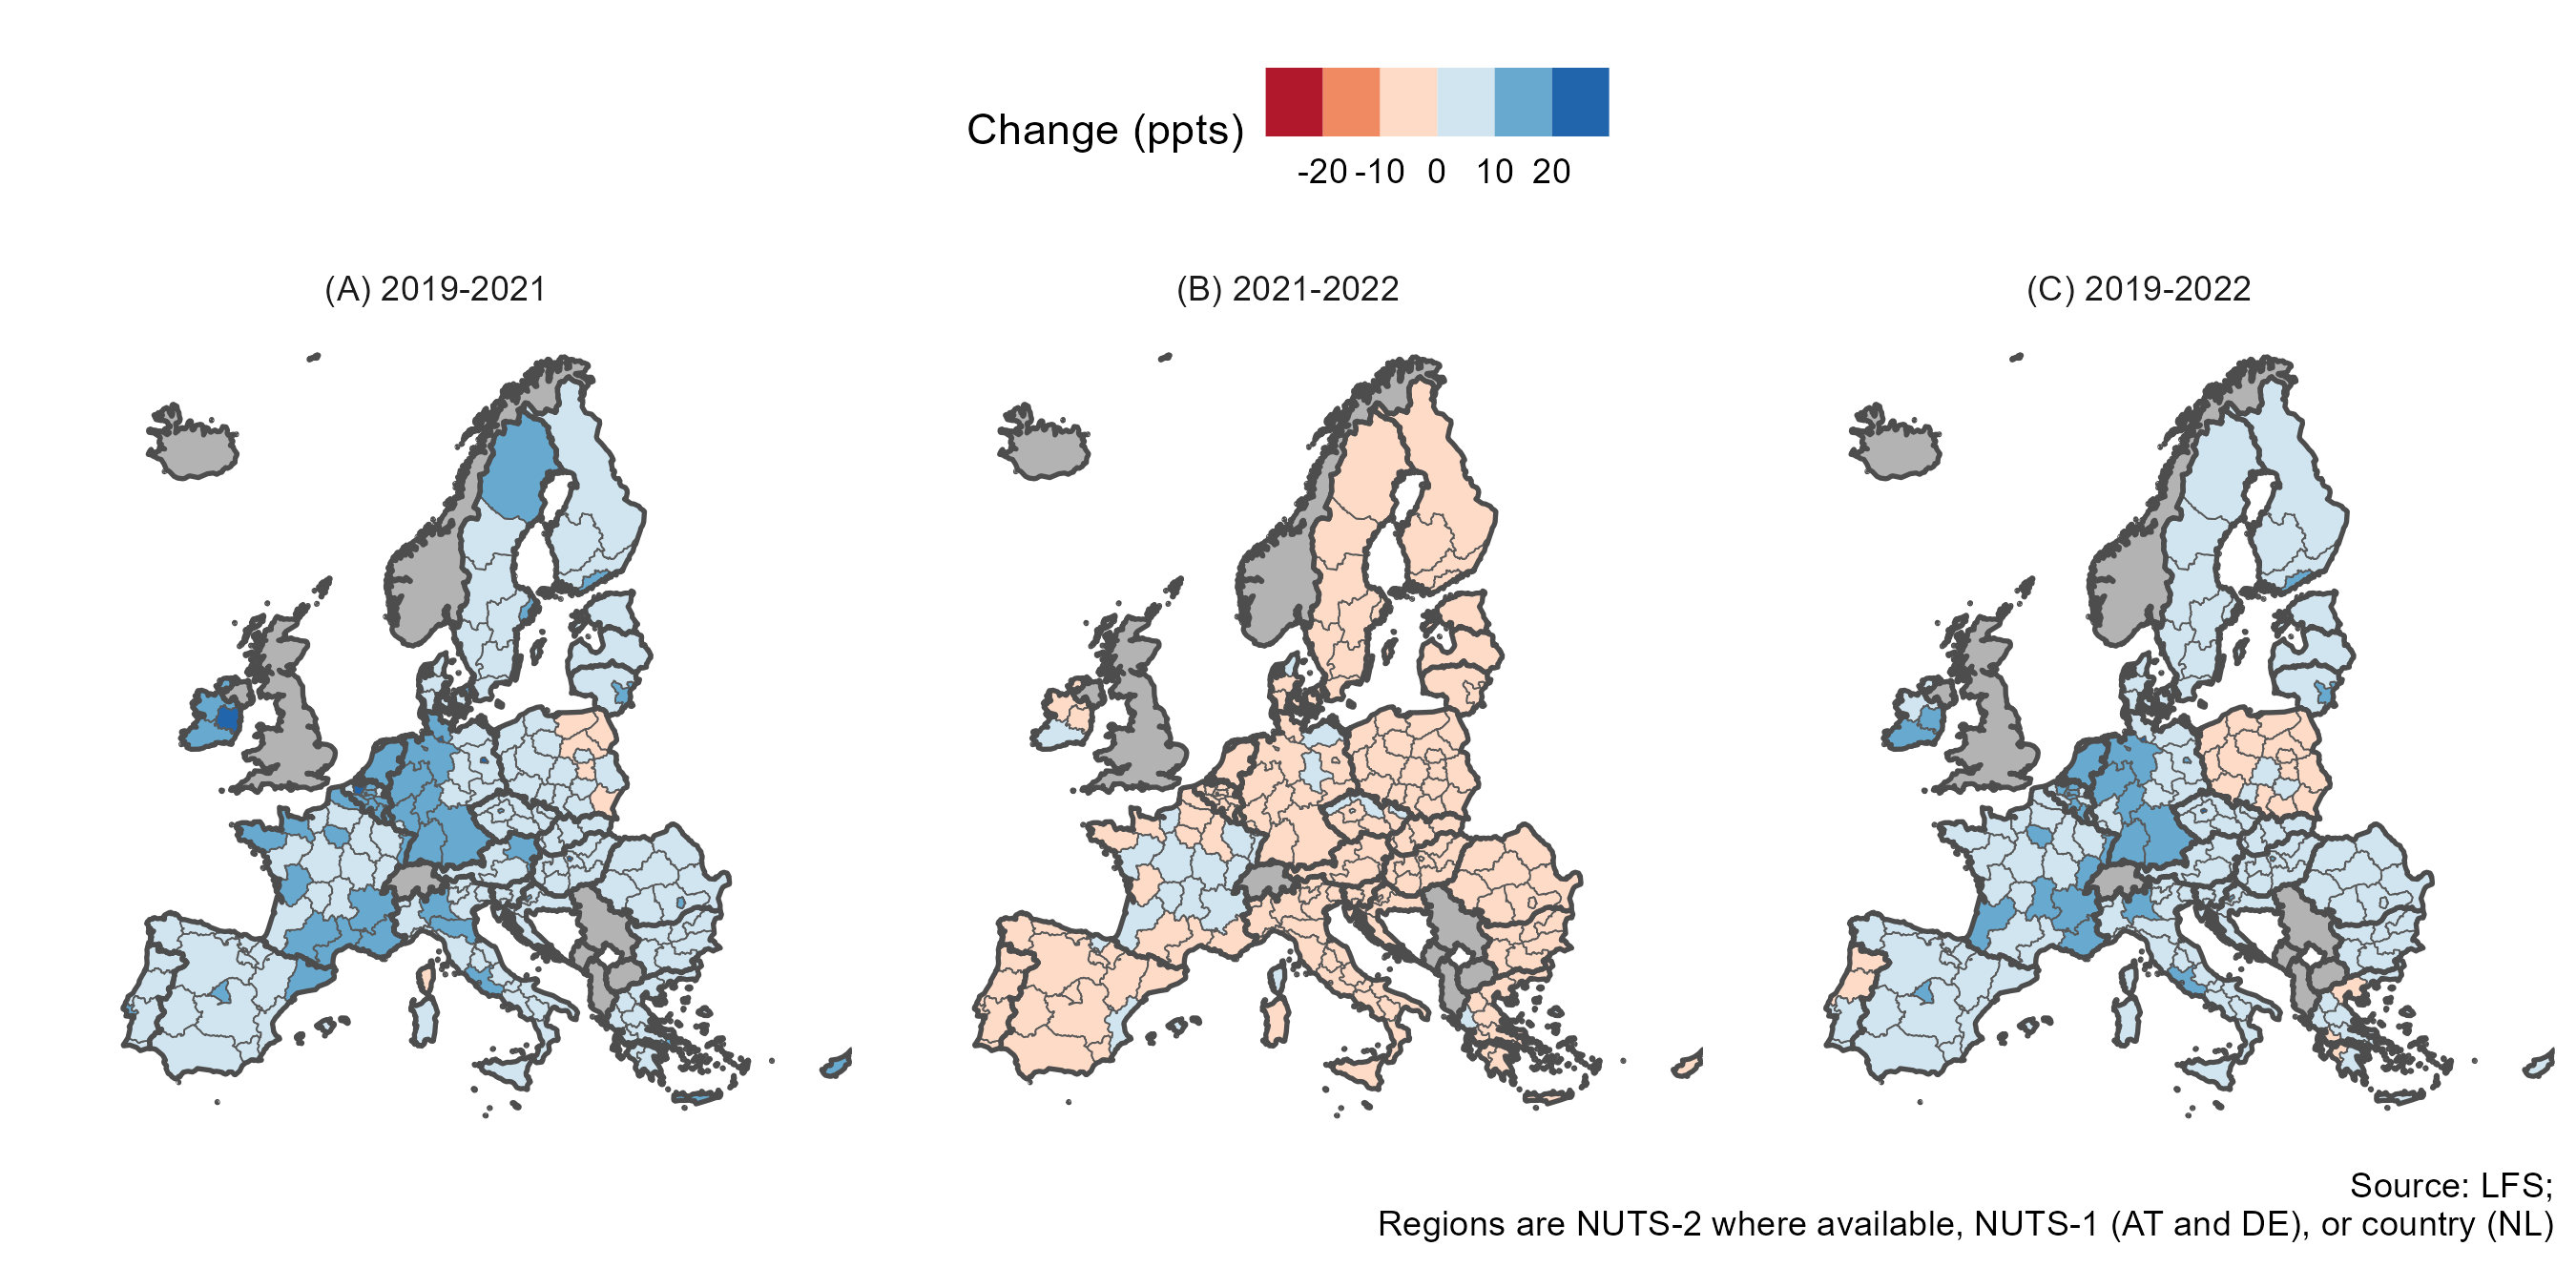 Change (ppts)
-20 -10 0 10 20
(A) 2019-2021
(B) 2021-2022
(C) 2019-2022
Source: LFS;
Regions are NUTS-2 where available, NUTS-1 (AT and DE), or country (NL)